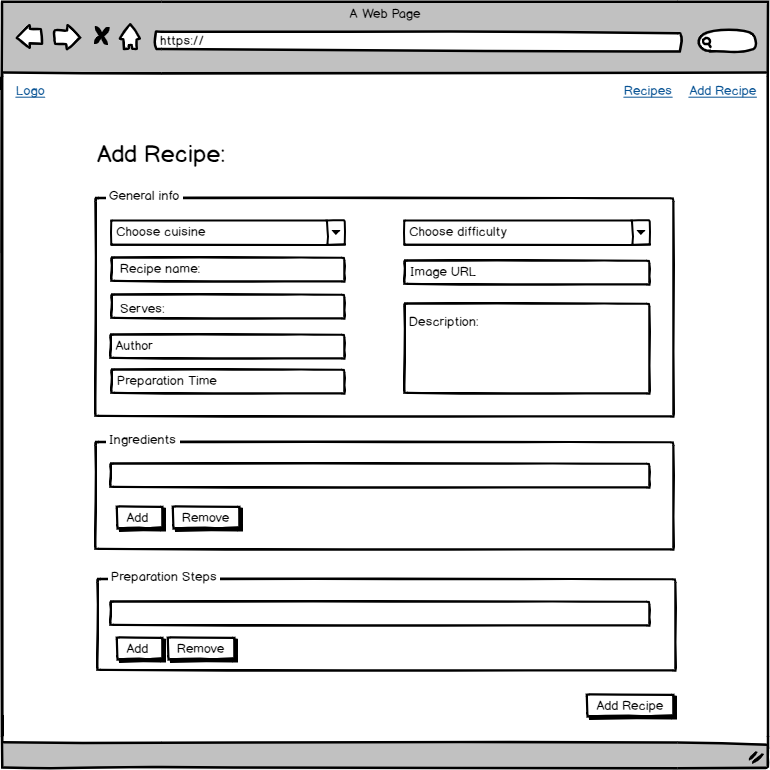 A Web Page
https://
Logo
Recipes
Add Recipe
Add Recipe:
General info
Choose cuisine
Choose difficulty
Recipe name:
Image URL
Serves:
Description:
Author
Preparation Time
Ingredients
Add
Remove
Preparation Steps
Add
Remove
Add Recipe